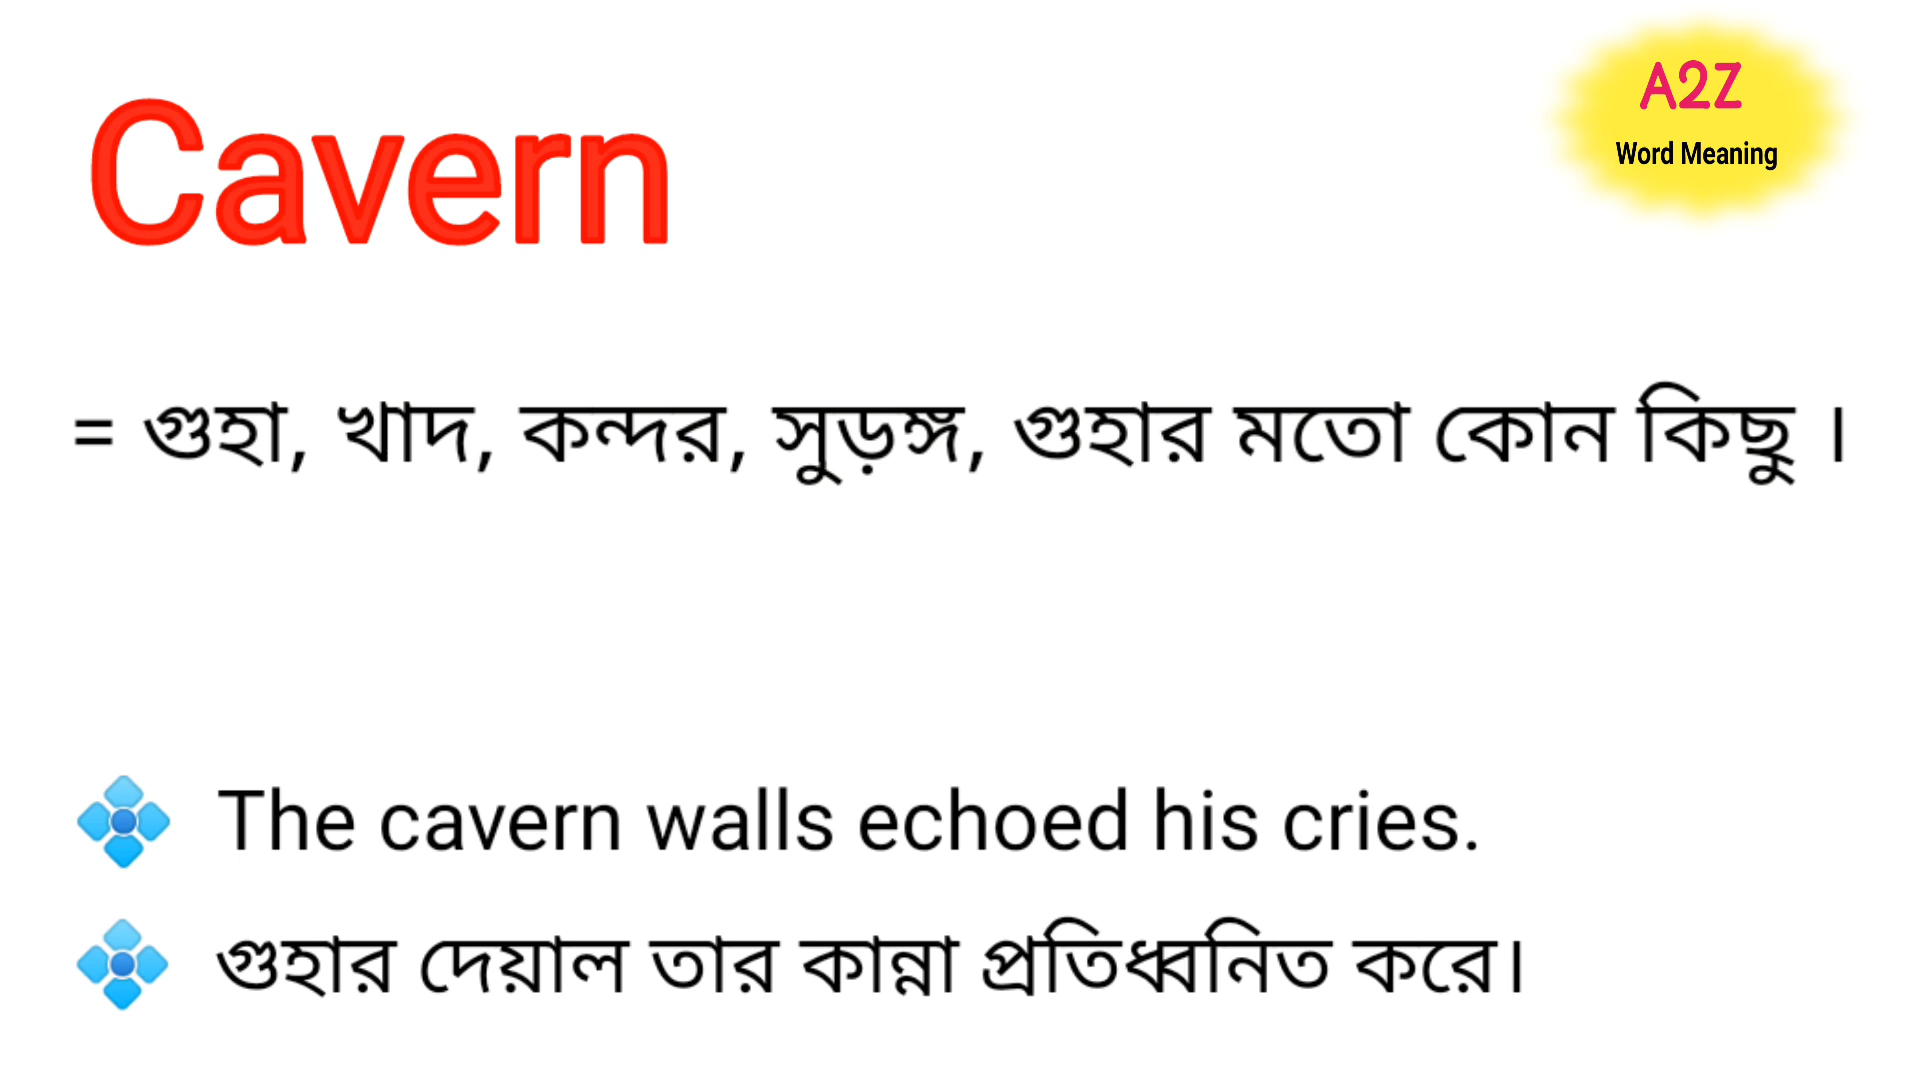 Cavern
A2Z
Word Meaning
= গুহা, খাদ, কন্দর, সুড়ঙ্গ, গুহার মতো কোন কিছু ।
The cavern walls echoed his cries.
গুহার দেয়াল তার কান্না প্রতিধ্বনিত করে।